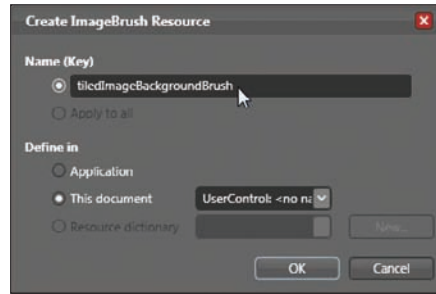 Create ImageBrush Resource
Name (Key)
tiledImageBackgroundBrush
Apply to all
Define in
Application
This document UserControl: <no na
Resource dictionary New...
OK Cancel